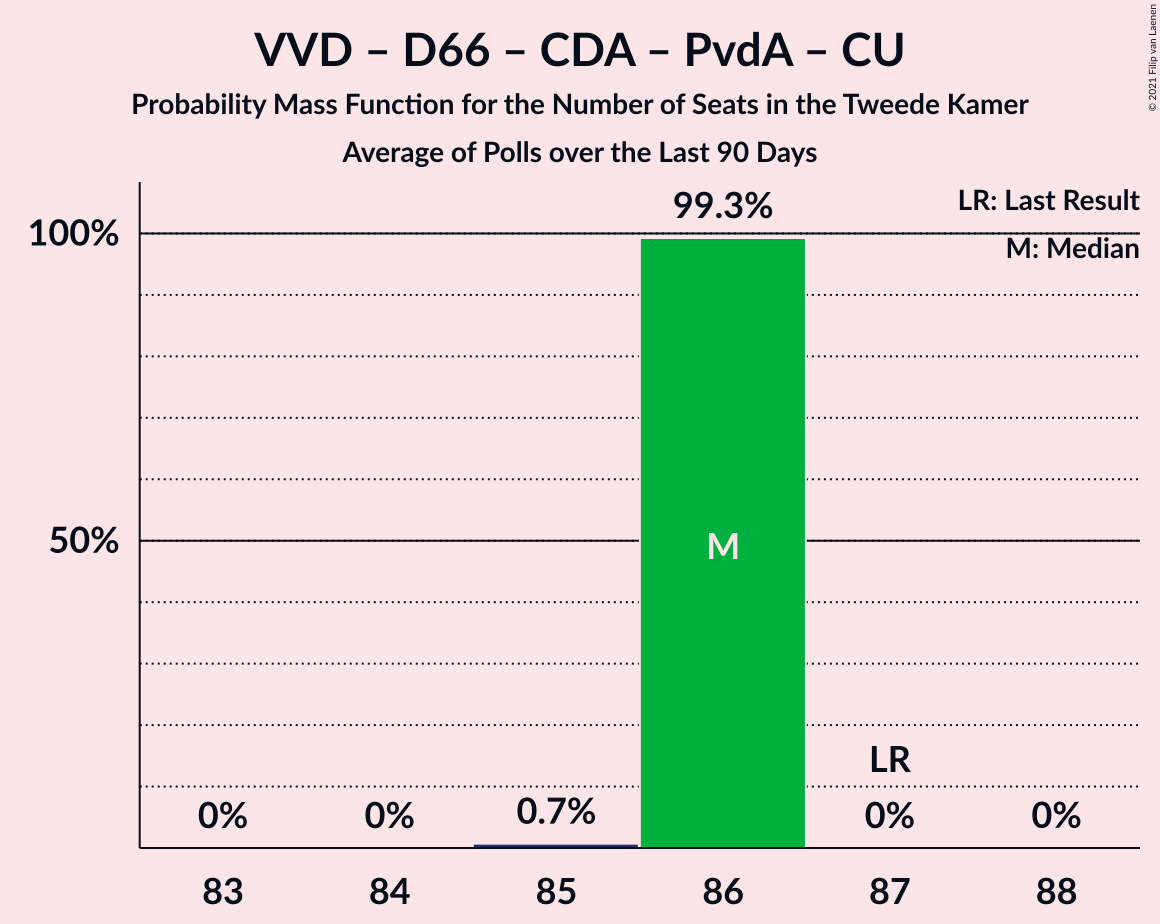 VVD – D66 – CDA – PvdA – CU
Probability Mass Function for the Number of Seats in the Tweede Kamer
Average of Polls over the Last 90 Days
© 2021 Filip van Laenen
LR: Last Result
M: Median
99.3%
100%
50%
M
LR
0%
0%
0.7%
0%
0%
83
84
85
86
87
88